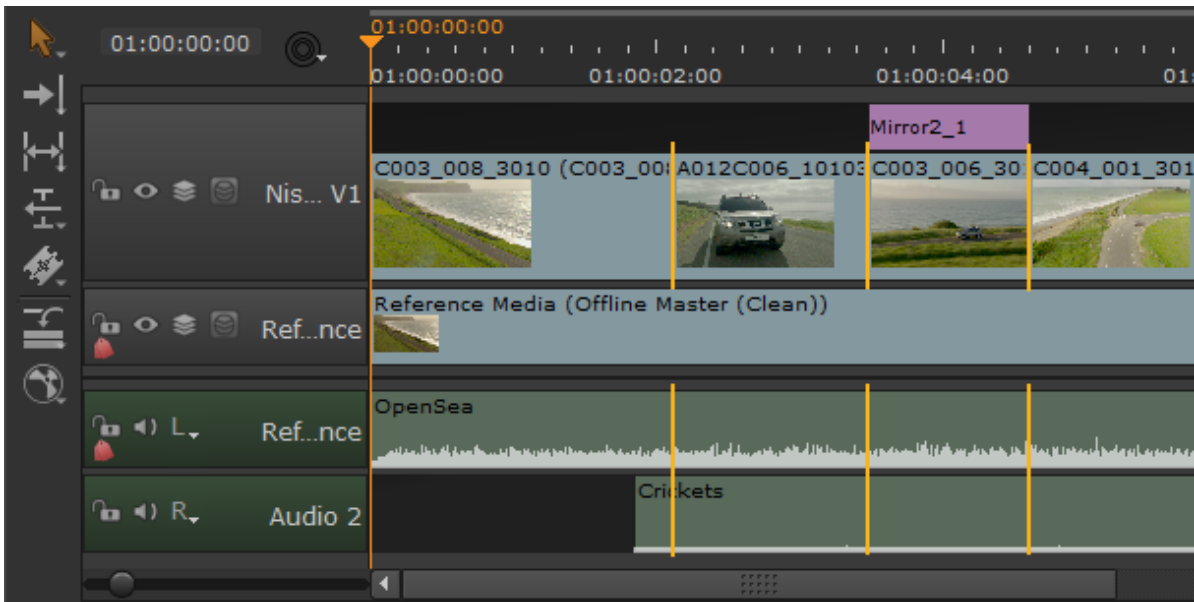 01:00:00:00
01:00:00:00
01:00:00:00 01:00:02:00 01:00:04:00 01:
Mirror2_1
Nis... V1
C003_008_3010 (C003_008 A012C006_10103 C003_006_30 C004_001_301
Ref...nce
Reference Media (Offline Master (Clean))
L
Ref...nce
OpenSea
R
Audio 2
Crickets